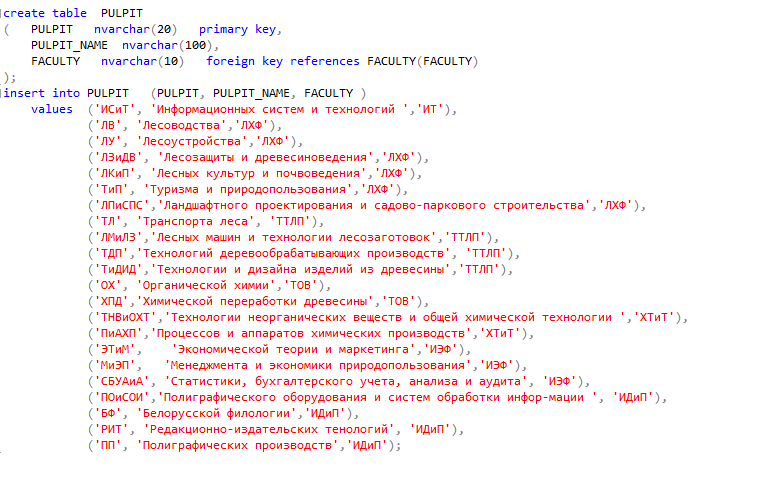 create table  PULPIT
(   PULPIT   nvarchar(20)   primary key,
    PULPIT_NAME  nvarchar(100),
    FACULTY   nvarchar(10)   foreign key references FACULTY(FACULTY)
);
insert into PULPIT   (PULPIT, PULPIT_NAME, FACULTY )
    values  ('ИСиТ', 'Информационных систем и технологий ','ИТ'),
            ('ЛВ', 'Лесоводства','ЛХФ'),
            ('ЛУ', 'Лесоустройства','ЛХФ'),
            ('ЛЗиДВ', 'Лесозащиты и древесиноведения','ЛХФ'),
            ('ЛКиП', 'Лесных культур и почвоведения','ЛХФ'),
            ('ТиП', 'Туризма и природопользования','ЛХФ'),
            ('ЛПиСПС','Ландшафтного проектирования и садово-паркового строительства','ЛХФ'),
            ('ТЛ', 'Транспорта леса', 'ТТЛП'),
            ('ЛМиЛЗ','Лесных машин и технологии лесозаготовок','ТТЛП'),
            ('ТДП','Технологий деревообрабатывающих производств', 'ТТЛП'),
            ('ТиДИД','Технологии и дизайна изделий из древесины','ТТЛП'),
            ('ОХ', 'Органической химии','ТОВ'),
            ('ХПД','Химической переработки древесины','ТОВ'),
            ('ТНВиОХТ','Технологии неорганических веществ и общей химической технологии ','ХТиТ'),
            ('ПиАХП','Процессов и аппаратов химических производств','ХТиТ'),
            ('ЭТиМ',    'Экономической теории и маркетинга','ИЭФ'),
            ('МиЭП',   'Менеджмента и экономики природопользования','ИЭФ'),
            ('СБУАиА', 'Статистики, бухгалтерского учета, анализа и аудита', 'ИЭФ'),
            ('ПОиСОИ','Полиграфического оборудования и систем обработки инфор-мации ', 'ИДиП'),
            ('БФ', 'Белорусской филологии','ИДиП'),
            ('РИТ', 'Редакционно-издательских тенологий', 'ИДиП'),
            ('ПП', 'Полиграфических производств','ИДиП');